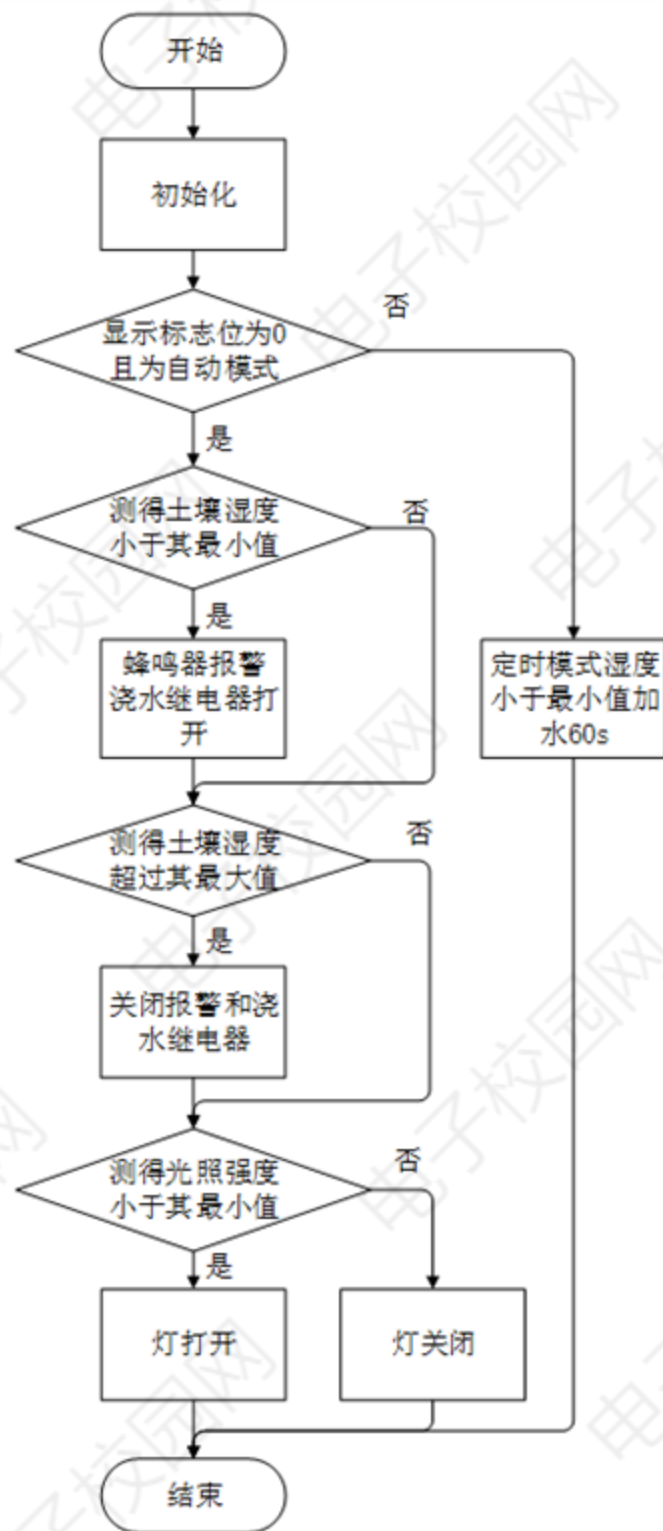 开始
初始化
否
显示标志位为0
且为自动模式
是
测得土壤湿度
小于其最小值
否
是
蜂鸣器报警
浇水继电器打
开
定时模式湿度
小于最小值加
水60s
测得土壤湿度
超过其最大值
否
是
关闭报警和浇
水继电器
测得光照强度
小于其最小值
否
是
灯打开
灯关闭
结束
电子校园网